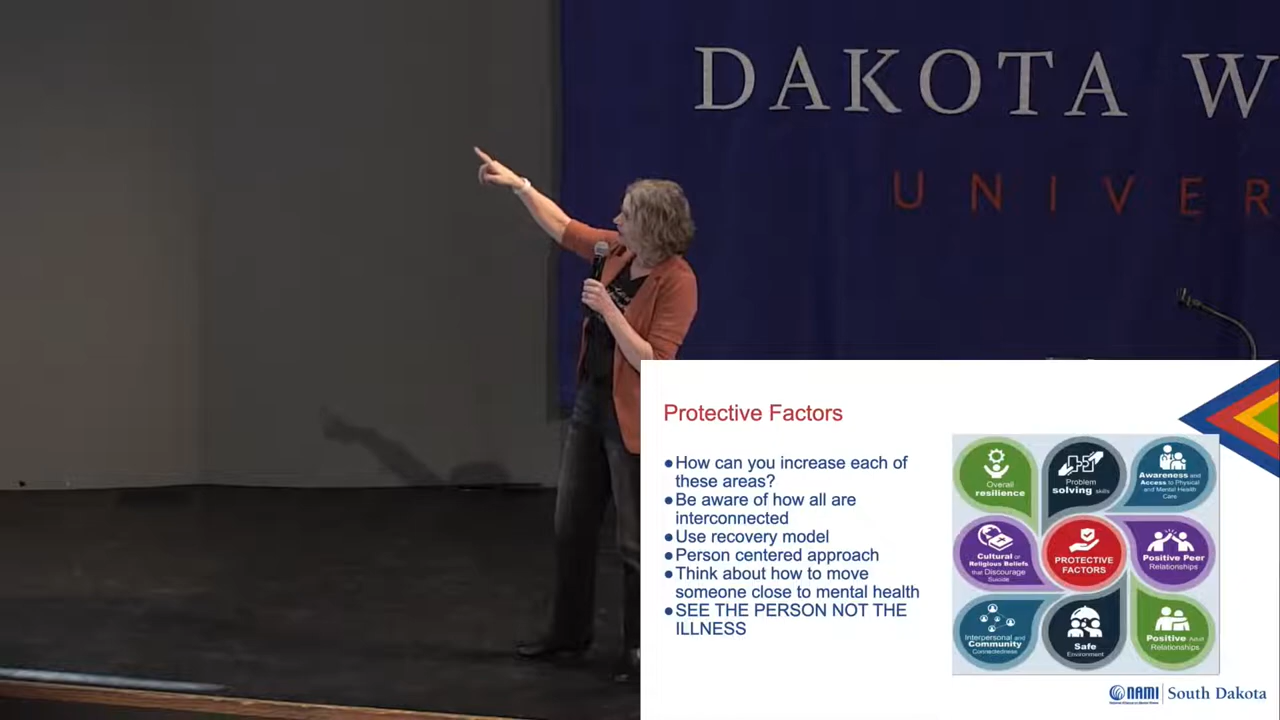 DAKOTA W
UNIVER
Protective Factors
●How can you increase each of
these areas?
●Be aware of how all are
interconnected
●Use recovery model
●Person centered approach
●Think about how to move
someone close to mental health
●SEE THE PERSON NOT THE
ILLNESS
Overall
resilience
Problem
solving skills
Awareness and
Access to Physical
and Mental Health
Care
Cultural or
Religious Beliefs
that Discourage
Suicide
PROTECTIVE
FACTORS
Positive Peer
Relationships
Interpersonal and
Community
Connectedness
Safe
Environment
Positive Adult
Relationships
NAMI
South Dakota